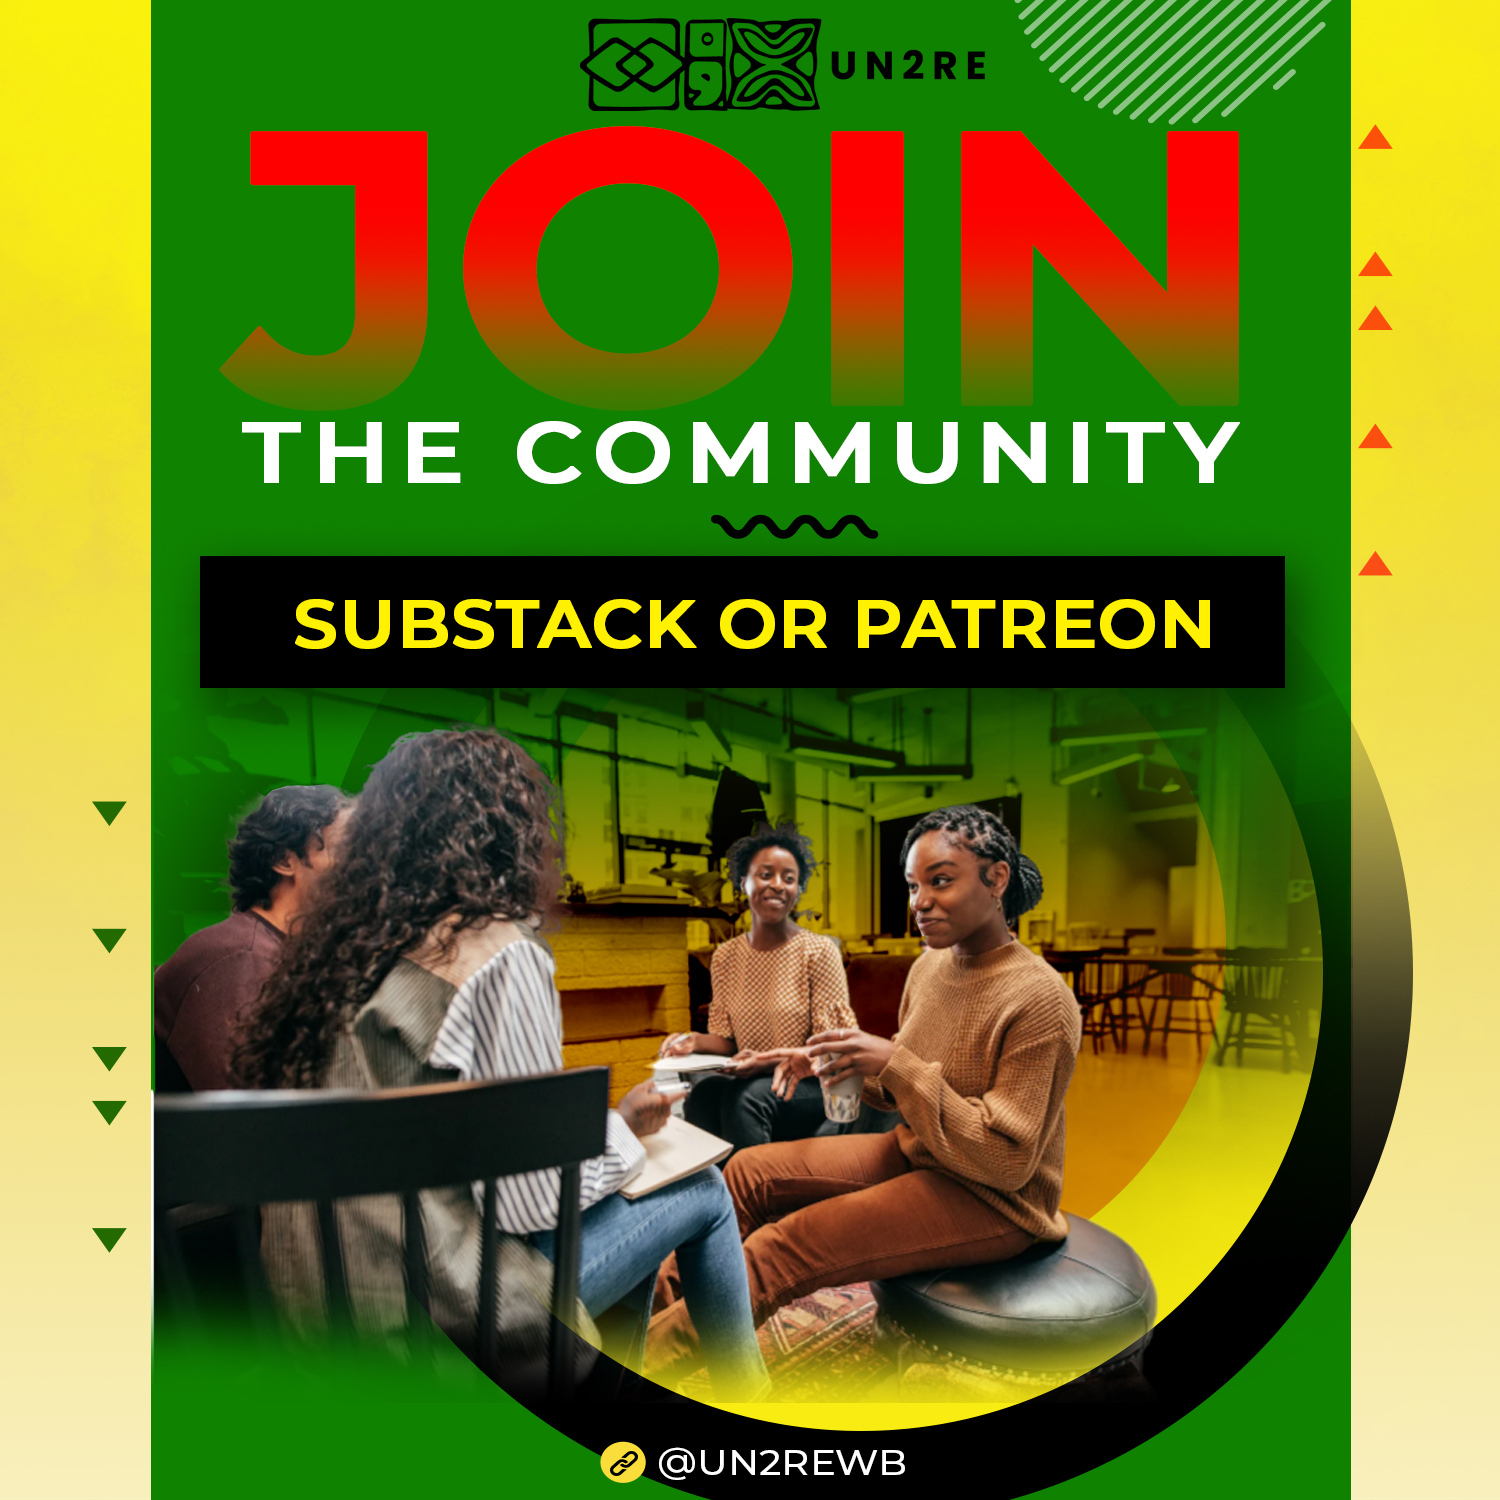 UN2RE
JOIN
THE COMMUNITY
SUBSTACK OR PATREON
@UN2REWB